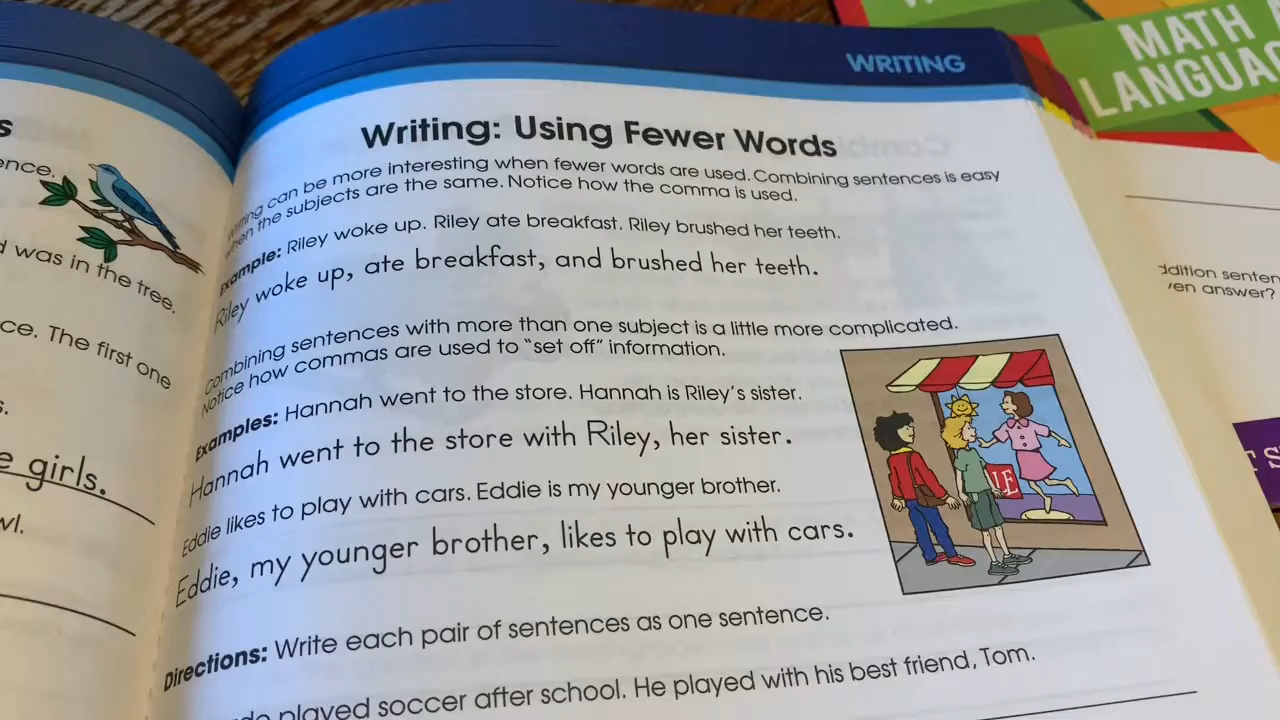 WRITING
MATH
LANGUAG
Writing: Using Fewer Words
Writing can be more interesting when fewer words are used. Combining sentences is easy
when the subjects are the same. Notice how the comma is used.
Example: Riley woke up. Riley ate breakfast. Riley brushed her teeth.
Riley woke up, ate breakfast, and brushed her teeth.
Combining sentences with more than one subject is a little more complicated.
Notice how commas are used to “set off” information.
Examples: Hannah went to the store. Hannah is Riley’s sister.
Hannah went to the store with Riley, her sister.
Eddie likes to play with cars. Eddie is my younger brother.
Eddie, my younger brother, likes to play with cars.
Directions: Write each pair of sentences as one sentence.
played soccer after school. He played with his best friend, Tom.
s
ence.
d was in the tree.
ce. The first one
s.
e girls.
wl.
ddition senten
en answer?